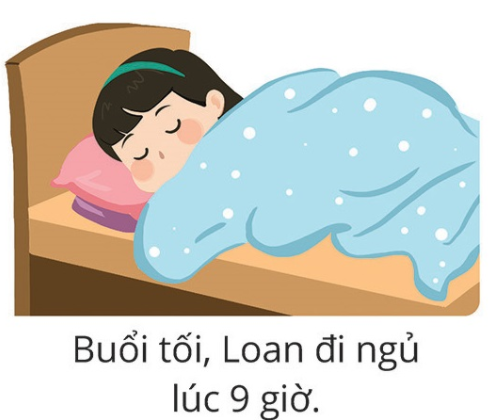 Buổi tối, Loan đi ngủ
lúc 9 giờ.